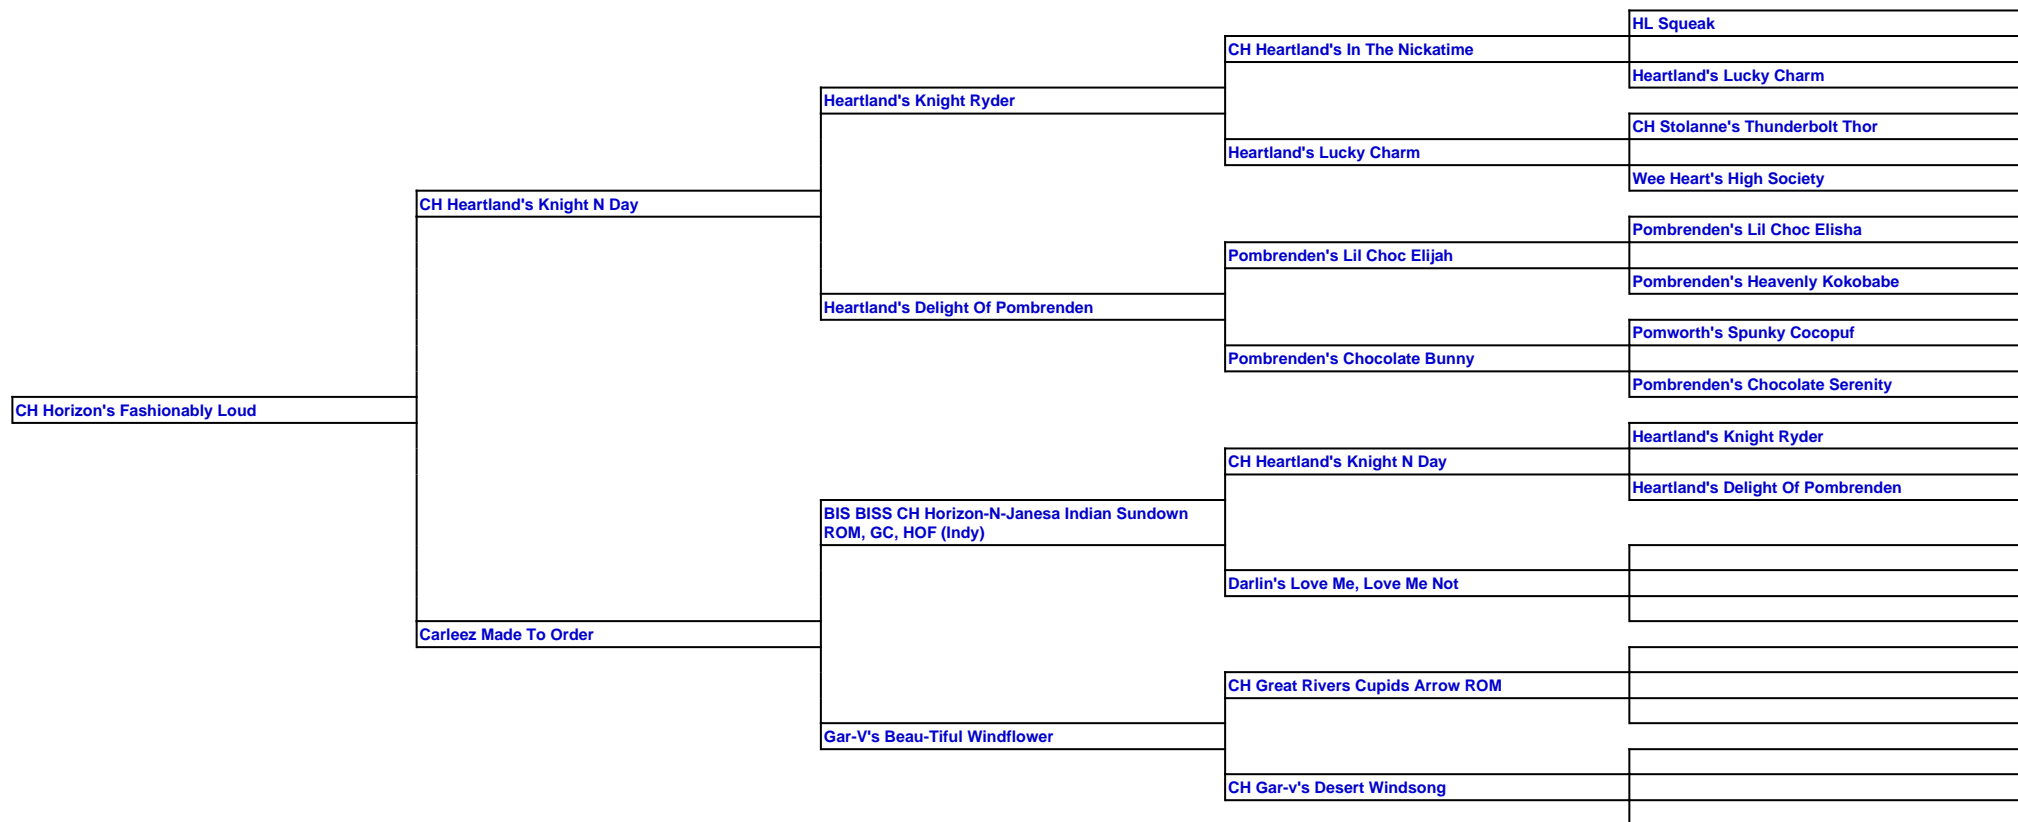 HL Squeak
CH Heartland's In The Nickatime
Heartland's Lucky Charm
Heartland's Knight Ryder
CH Stolanne's Thunderbolt Thor
Heartland's Lucky Charm
Wee Heart's High Society
CH Heartland's Knight N Day
Pombrenden's Lil Choc Elisha
Pombrenden's Lil Choc Elijah
Pombrenden's Heavenly Kokobabe
Heartland's Delight Of Pombrenden
Pomworth's Spunky Cocopuf
Pombrenden's Chocolate Bunny
Pombrenden's Chocolate Serenity
CH Horizon's Fashionably Loud
Heartland's Knight Ryder
CH Heartland's Knight N Day
Heartland's Delight Of Pombrenden
BIS BISS CH Horizon-N-Janesa Indian Sundown
ROM, GC, HOF (Indy)
Darlin's Love Me, Love Me Not
Carleez Made To Order
CH Great Rivers Cupids Arrow ROM
Gar-V's Beau-Tiful Windflower
CH Gar-v's Desert Windsong